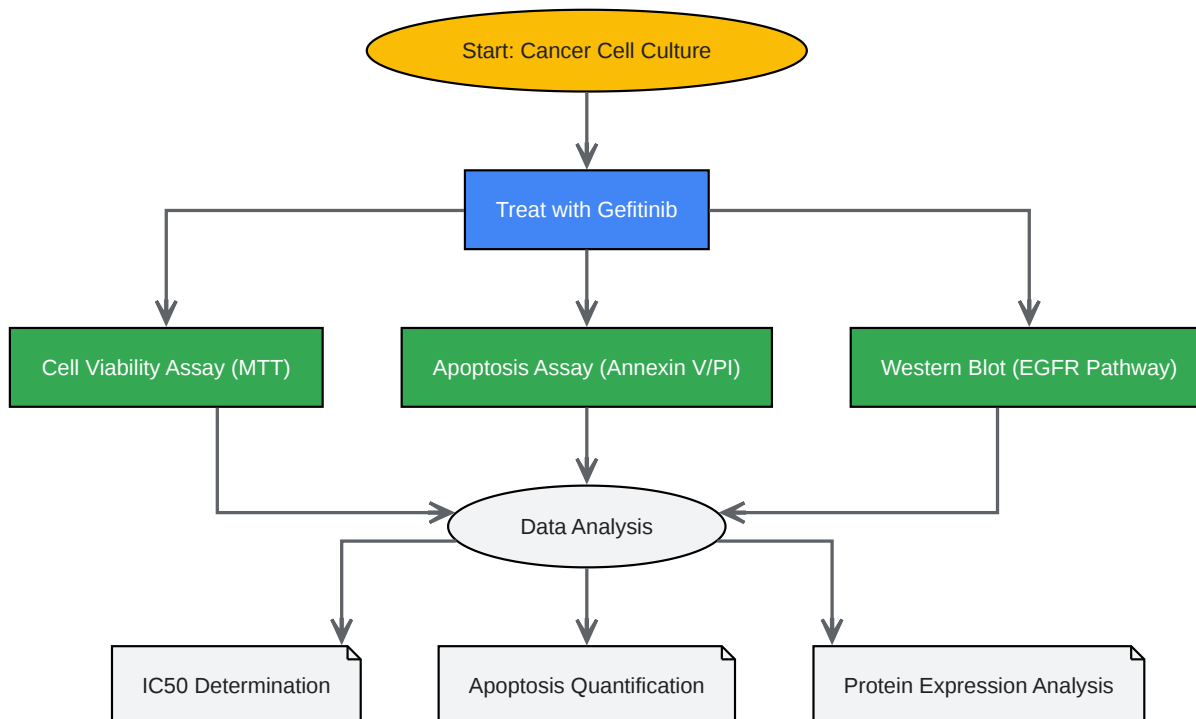 Start: Cancer Cell Culture
Treat with Gefitinib
Cell Viability Assay (MTT)
Apoptosis Assay (Annexin V/PI)
Western Blot (EGFR Pathway)
Data Analysis
IC50 Determination
Apoptosis Quantification
Protein Expression Analysis